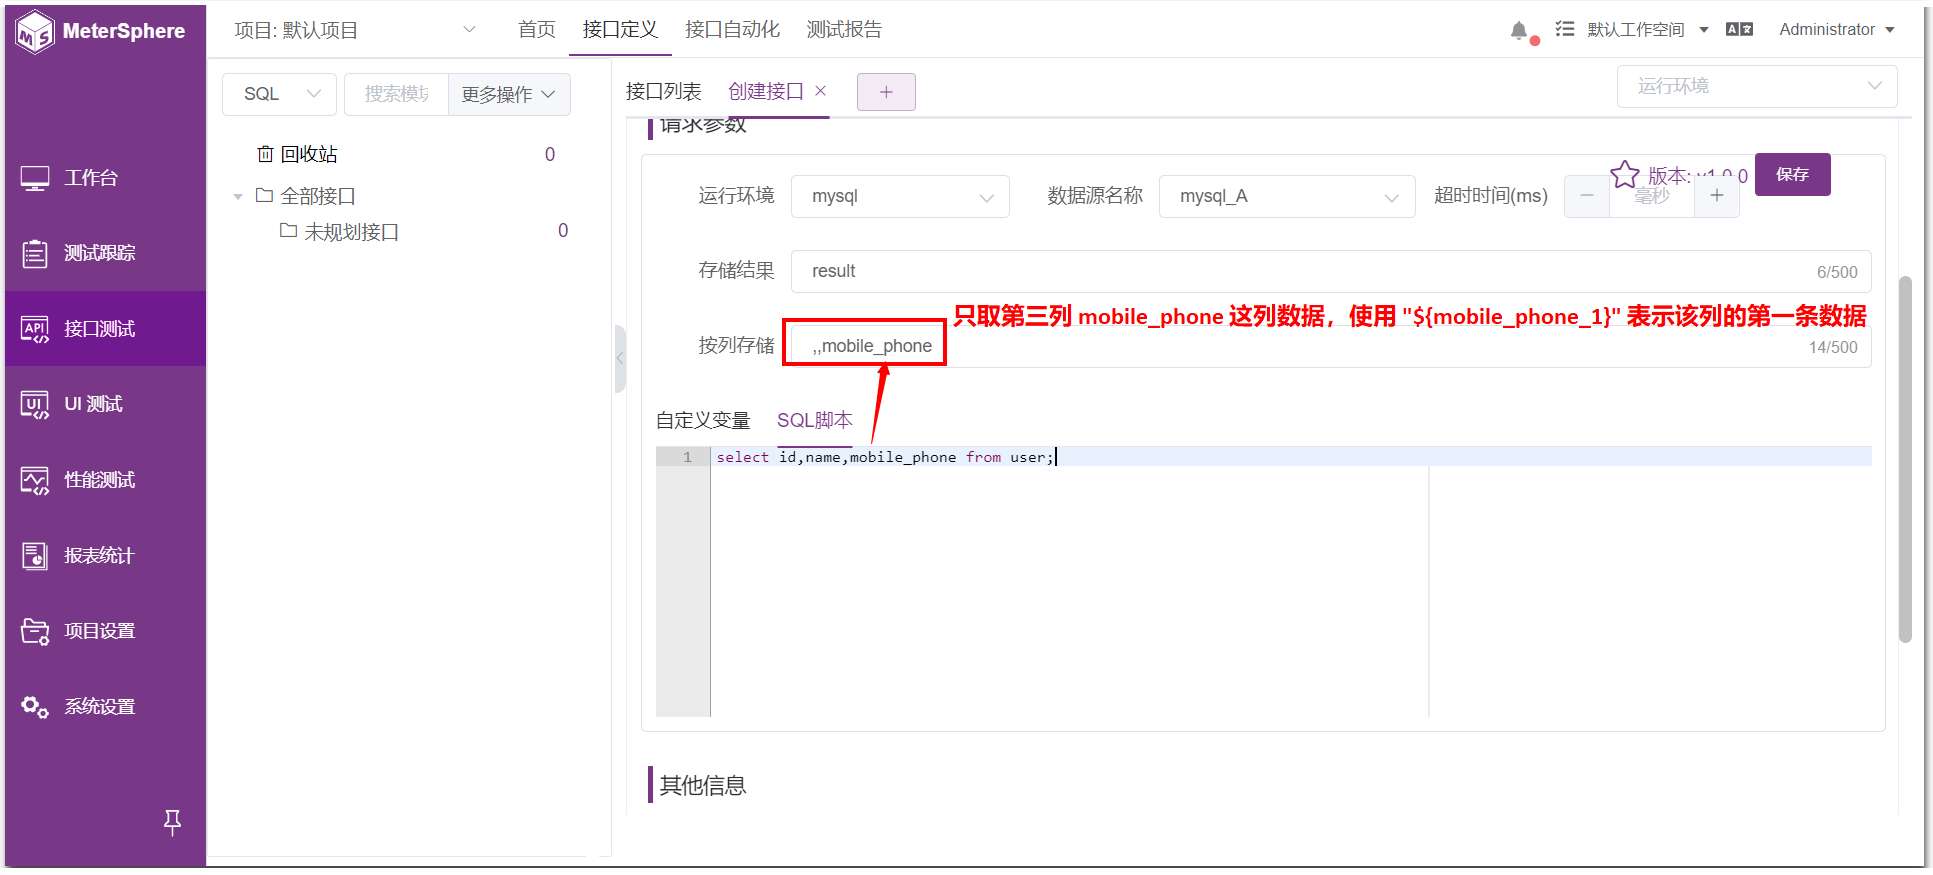 MeterSphere
项目: 默认项目
首页
接口定义
接口自动化
测试报告
默认工作空间
Administrator
SQL
搜索模块
更多操作
接口列表
创建接口
+
运行环境
请求参数
回收站
0
全部接口
未规划接口
0
工作台
测试跟踪
接口测试
UI 测试
性能测试
报表统计
项目设置
系统设置
版本: v1.0.0
保存
运行环境
mysql
数据源名称
mysql_A
超时时间(ms)
毫秒
存储结果
result
6/500
只取第三列 mobile_phone 这列数据，使用 "${mobile_phone_1}" 表示该列的第一条数据
按列存储
,,mobile_phone
14/500
自定义变量
SQL脚本
1
select id,name,mobile_phone from user;
其他信息